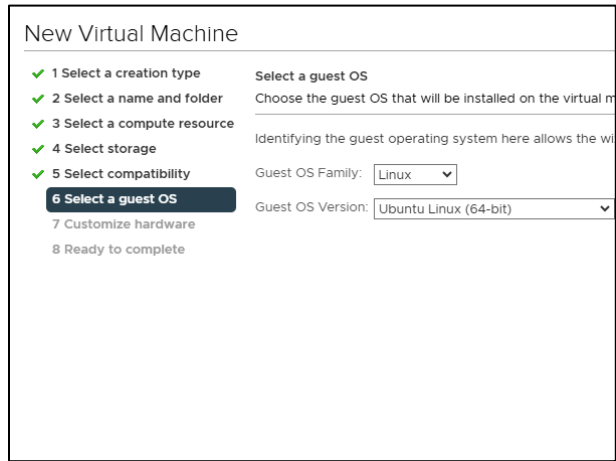 New Virtual Machine
1 Select a creation type
2 Select a name and folder
3 Select a compute resource
4 Select storage
5 Select compatibility
6 Select a guest OS
7 Customize hardware
8 Ready to complete
Select a guest OS
Choose the guest OS that will be installed on the virtual m
Identifying the guest operating system here allows the wi
Guest OS Family: Linux
Guest OS Version: Ubuntu Linux (64-bit)